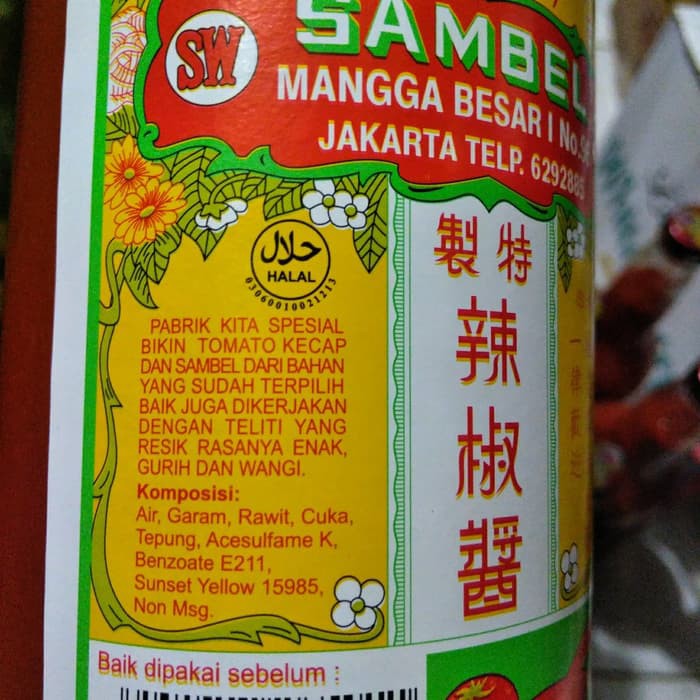 SW
SAMBEL
MANGGA BESAR I No.
JAKARTA TELP. 6292885
حلال
HALAL
03060010021213
PABRIK KITA SPESIAL
BIKIN TOMATO KECAP
DAN SAMBEL DARI BAHAN
YANG SUDAH TERPILIH
BAIK JUGA DIKERJAKAN
DENGAN TELITI YANG
RESIK RASANYA ENAK,
GURIH DAN WANGI.
Komposisi:
Air, Garam, Rawit, Cuka,
Tepung, Acesulfame K,
Benzoate E211,
Sunset Yellow 15985,
Non Msg.
Baik dipakai sebelum :
特製
辣椒醬